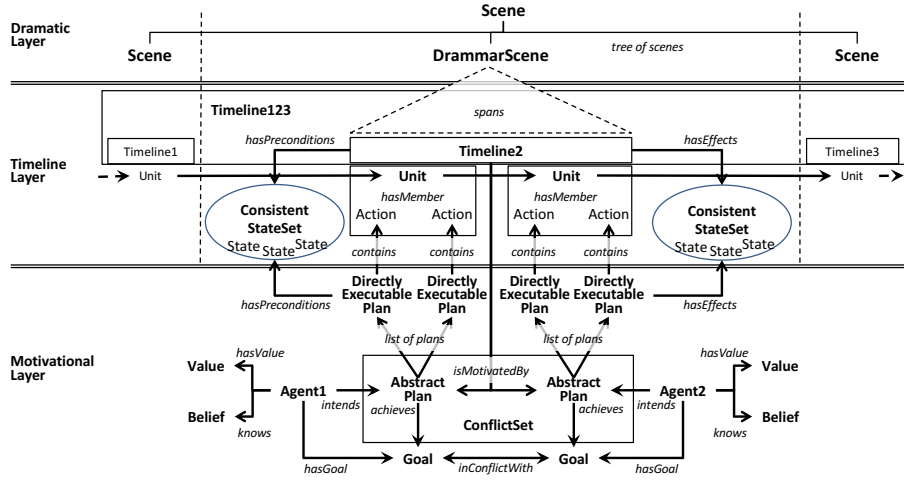 Scene
Dramatic
Layer
tree of scenes
Scene
DrammarScene
Scene
Timeline123
spans
hasPreconditions
hasEffects
Timeline1
Timeline2
Timeline3
Timeline
Layer
Unit
Unit
Unit
Unit
hasMember
hasMember
Consistent
StateSet
Action
Action
Action
Action
Consistent
StateSet
State
State
State
State
State
State
contains
contains
contains
contains
Directly
Executable
Plan
Directly
Executable
Plan
Directly
Executable
Plan
Directly
Executable
Plan
hasPreconditions
hasEffects
list of plans
list of plans
Motivational
Layer
hasValue
hasValue
Value
Value
isMotivatedBy
Agent1
Abstract
Plan
Abstract
Plan
Agent2
intends
achieves
achieves
intends
Belief
Belief
knows
knows
ConflictSet
Goal
Goal
hasGoal
inConflictWith
hasGoal